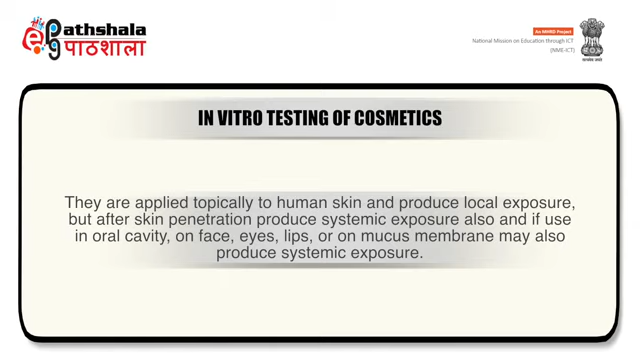 Pathshala
पाठशाला
An MHRD Project
National Mission on Education through ICT
(NME-ICT)
IN VITRO TESTING OF COSMETICS
They are applied topically to human skin and produce local exposure,
but after skin penetration produce systemic exposure also and if use
in oral cavity, on face, eyes, lips, or on mucus membrane may also
produce systemic exposure.